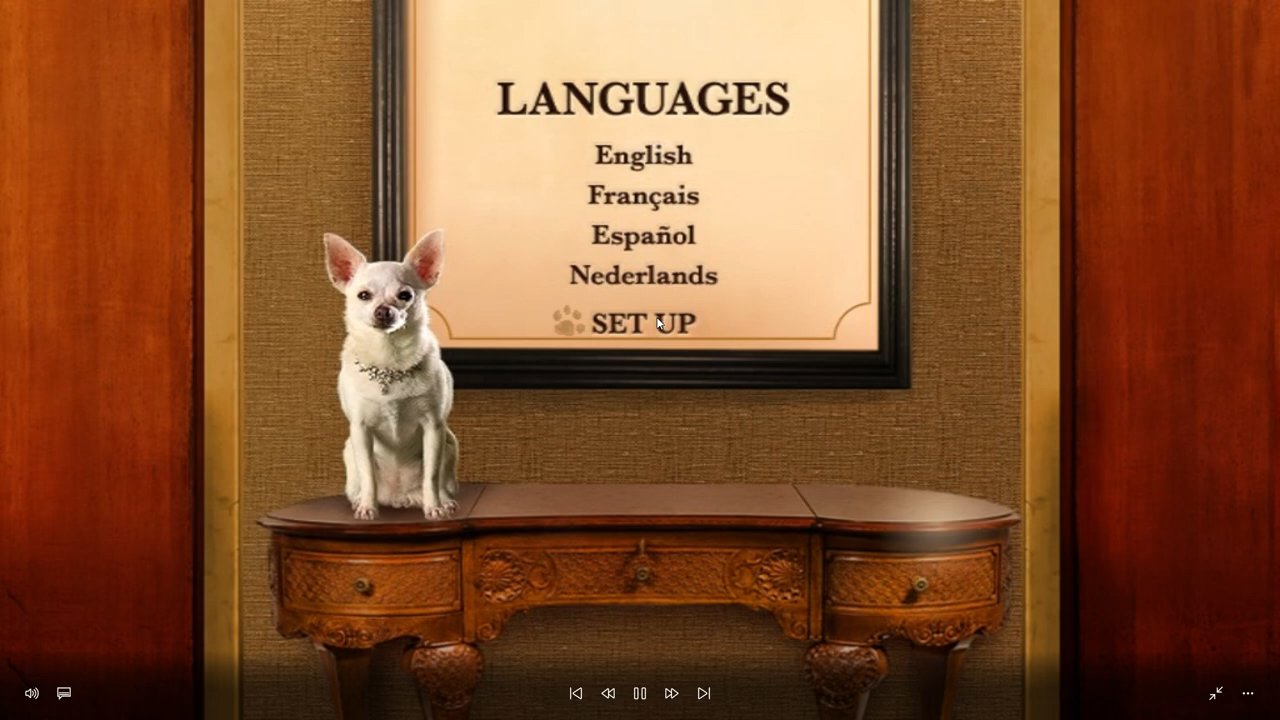 LANGUAGES
English
Français
Español
Nederlands
SET UP